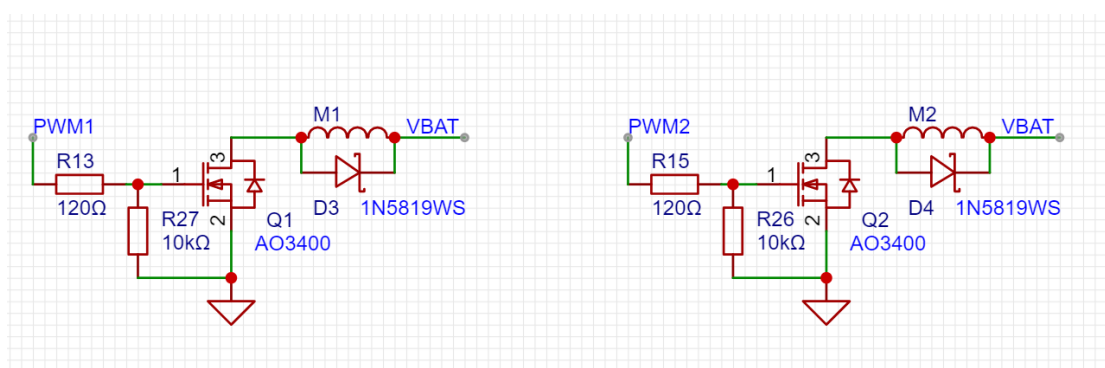 M1
PWM1
VBAT
R13
3
1
120Ω
R27
10kΩ
2
Q1
AO3400
D3
1N5819WS
M2
PWM2
VBAT
R15
3
1
120Ω
R26
10kΩ
2
Q2
AO3400
D4
1N5819WS